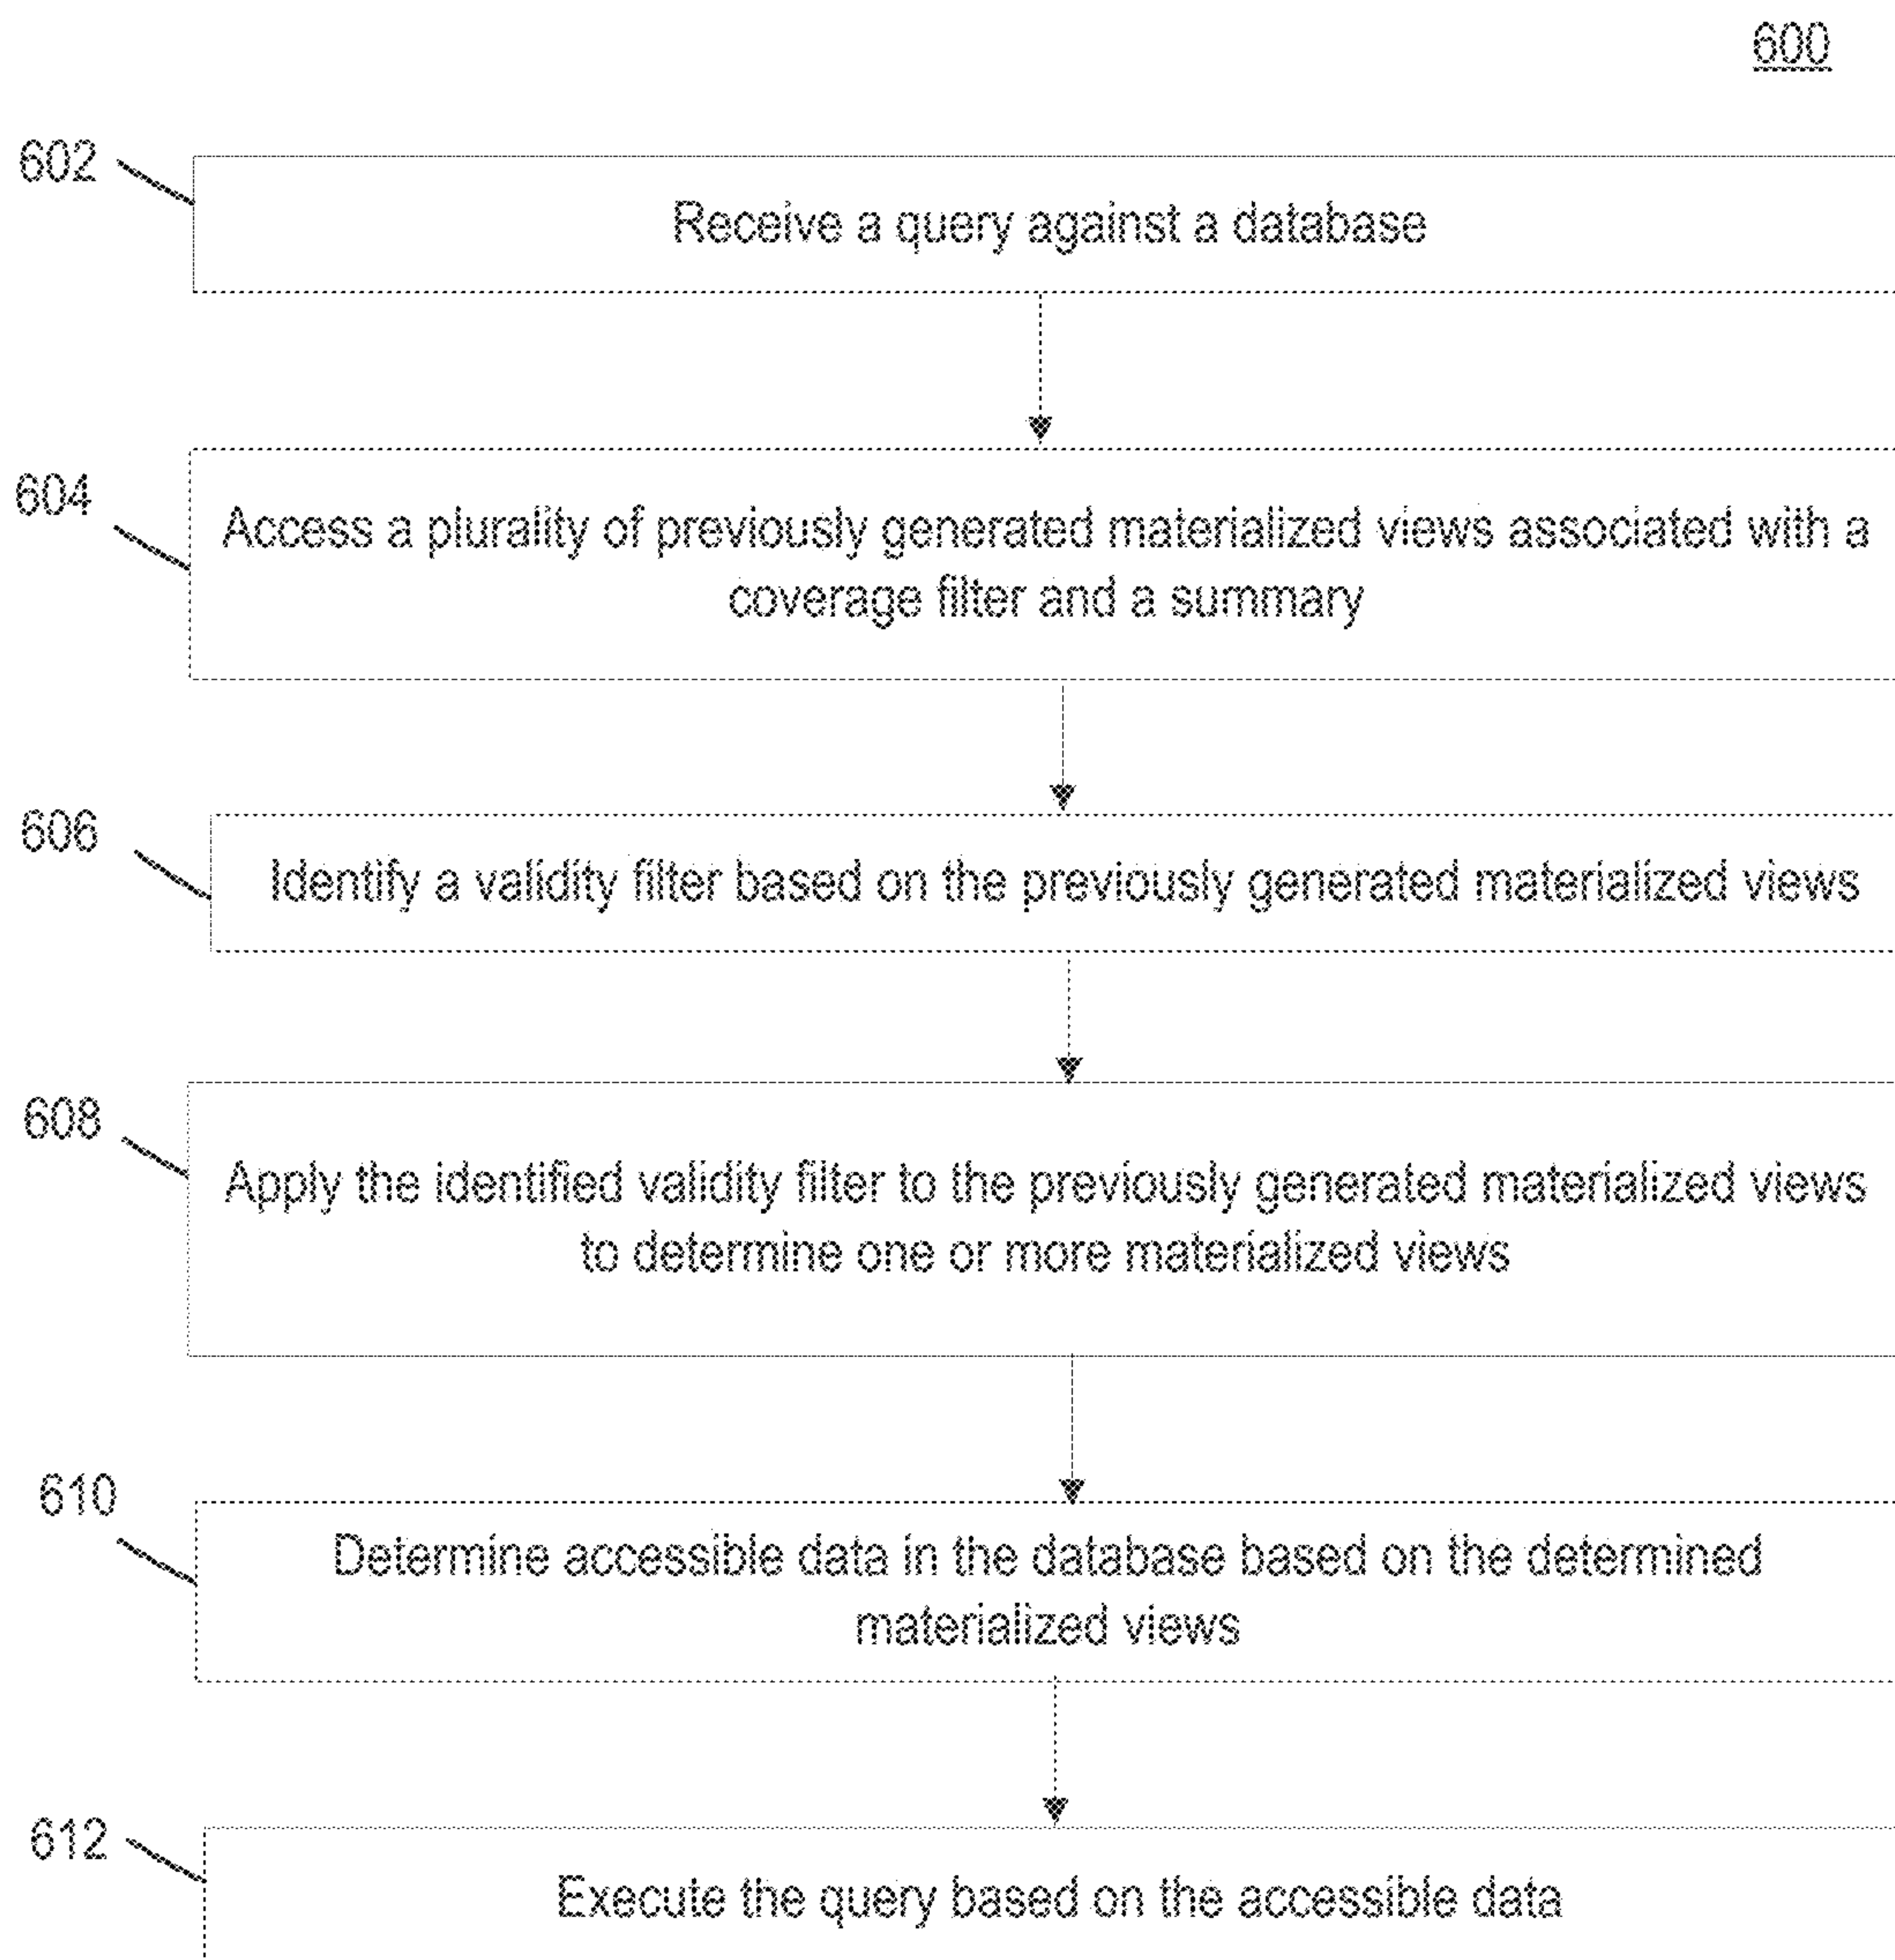 600
602
Receive a query against a database
604
Access a plurality of previously generated materialized views associated with a
coverage filter and a summary
606
Identify a validity filter based on the previously generated materialized views
608
Apply the identified validity filter to the previously generated materialized views
to determine one or more materialized views
610
Determine accessible data in the database based on the determined
materialized views
612
Execute the query based on the accessible data